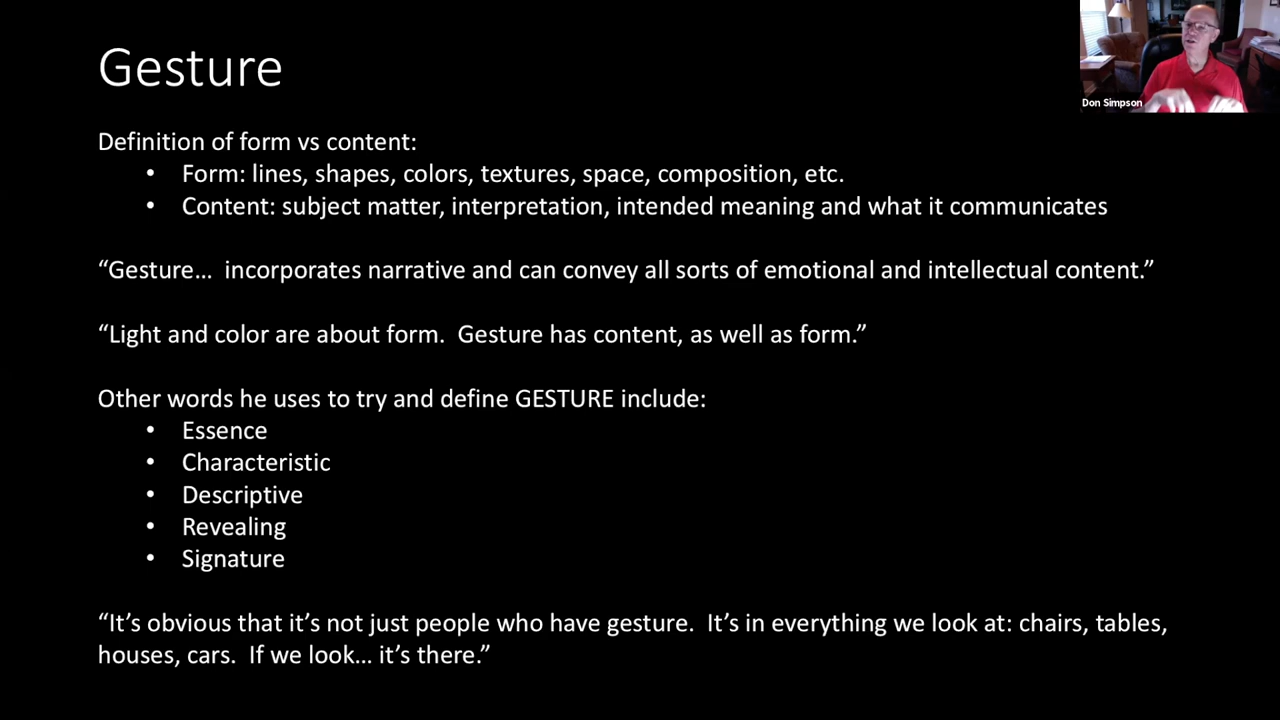 Gesture
Don Simpson
Definition of form vs content:
• Form: lines, shapes, colors, textures, space, composition, etc.
• Content: subject matter, interpretation, intended meaning and what it communicates
“Gesture…  incorporates narrative and can convey all sorts of emotional and intellectual content.”
“Light and color are about form.  Gesture has content, as well as form.”
Other words he uses to try and define GESTURE include:
• Essence
• Characteristic
• Descriptive
• Revealing
• Signature
“It’s obvious that it’s not just people who have gesture.  It’s in everything we look at: chairs, tables,
houses, cars.  If we look… it’s there.”